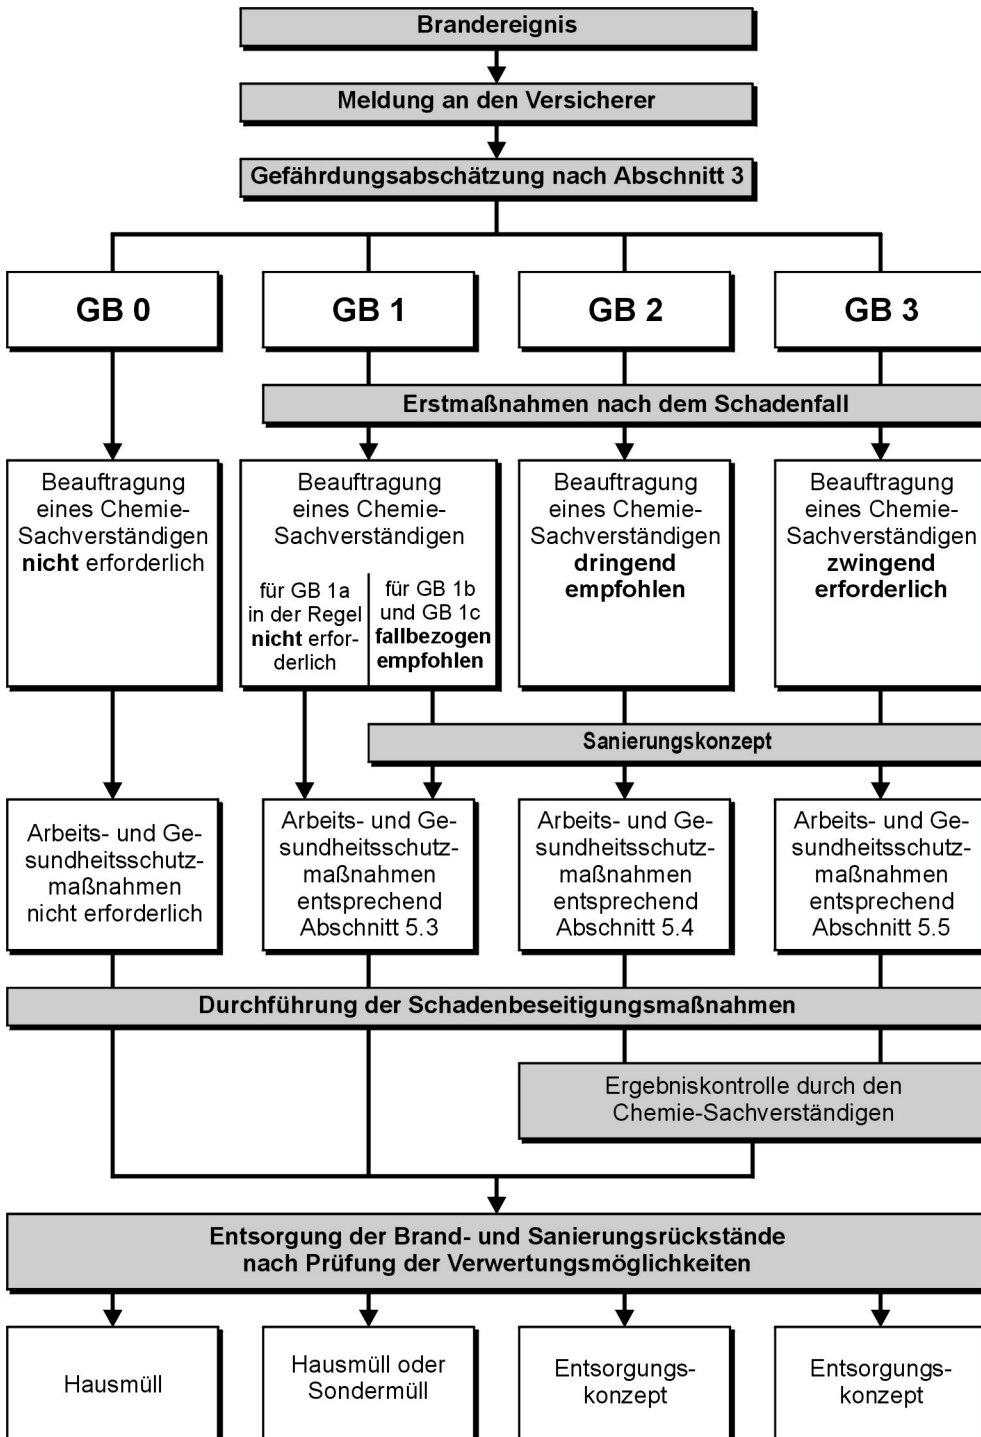 Brandereignis
Meldung an den Versicherer
Gefährdungsabschätzung nach Abschnitt 3
GB 0
GB 1
GB 2
GB 3
Erstmaßnahmen nach dem Schadenfall
Beauftragung
eines Chemie-
Sachverständigen
nicht erforderlich
Beauftragung
eines Chemie-
Sachverständigen
für GB 1a
in der Regel
nicht erfor-
derlich
für GB 1b
und GB 1c
fallbezogen
empfohlen
Beauftragung
eines Chemie-
Sachverständigen
dringend
empfohlen
Beauftragung
eines Chemie-
Sachverständigen
zwingend
erforderlich
Sanierungskonzept
Arbeits- und Ge-
sundheitsschutz-
maßnahmen
nicht erforderlich
Arbeits- und Ge-
sundheitsschutz-
maßnahmen
entsprechend
Abschnitt 5.3
Arbeits- und Ge-
sundheitsschutz-
maßnahmen
entsprechend
Abschnitt 5.4
Arbeits- und Ge-
sundheitsschutz-
maßnahmen
entsprechend
Abschnitt 5.5
Durchführung der Schadenbeseitigungsmaßnahmen
Ergebniskontrolle durch den
Chemie-Sachverständigen
Entsorgung der Brand- und Sanierungsrückstände
nach Prüfung der Verwertungsmöglichkeiten
Hausmüll
Hausmüll oder
Sondermüll
Entsorgungs-
konzept
Entsorgungs-
konzept